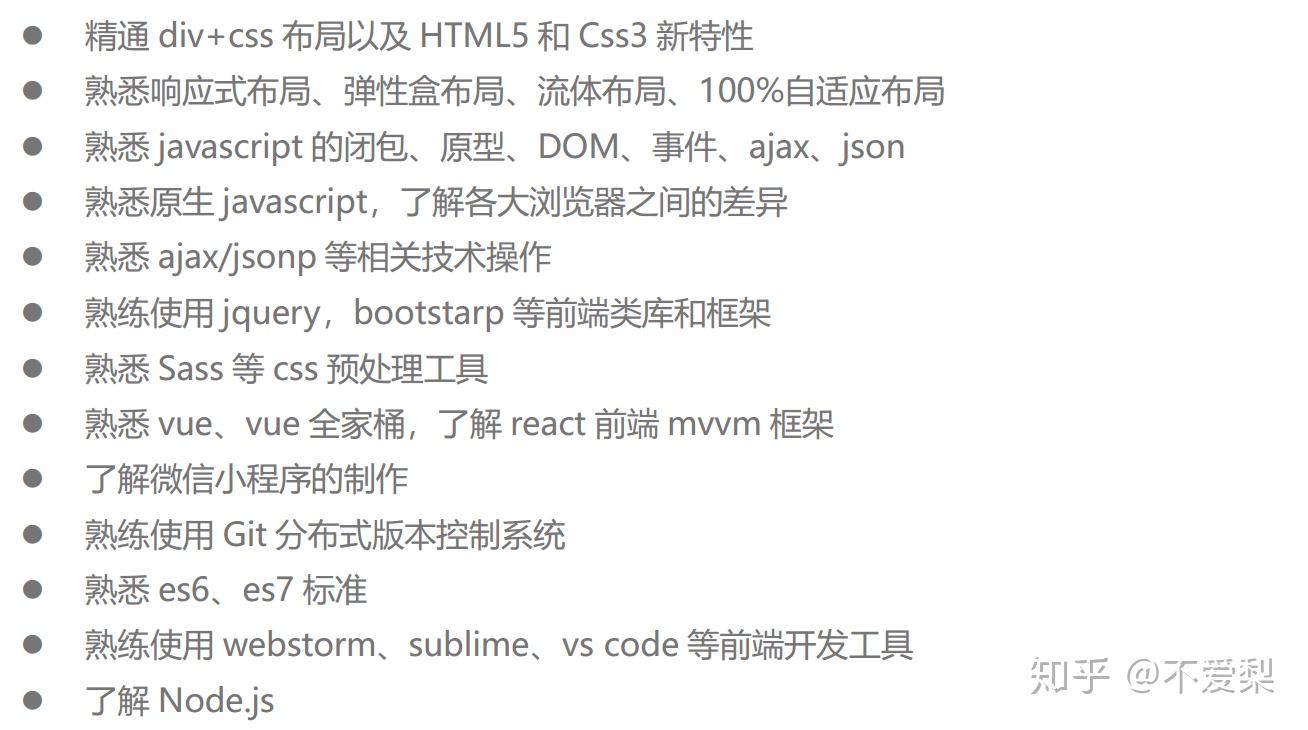 ● 精通 div+css 布局以及 HTML5 和 Css3 新特性
● 熟悉响应式布局、弹性盒布局、流体布局、100%自适应布局
● 熟悉 javascript 的闭包、原型、DOM、事件、ajax、json
● 熟悉原生 javascript，了解各大浏览器之间的差异
● 熟悉 ajax/jsonp 等相关技术操作
● 熟练使用 jquery，bootstarp 等前端类库和框架
● 熟悉 Sass 等 css 预处理工具
● 熟悉 vue、vue 全家桶，了解 react 前端 mvvm 框架
● 了解微信小程序的制作
● 熟练使用 Git 分布式版本控制系统
● 熟悉 es6、es7 标准
● 熟练使用 webstorm、sublime、vs code 等前端开发工具
● 了解 Node.js
知乎 @不爱梨